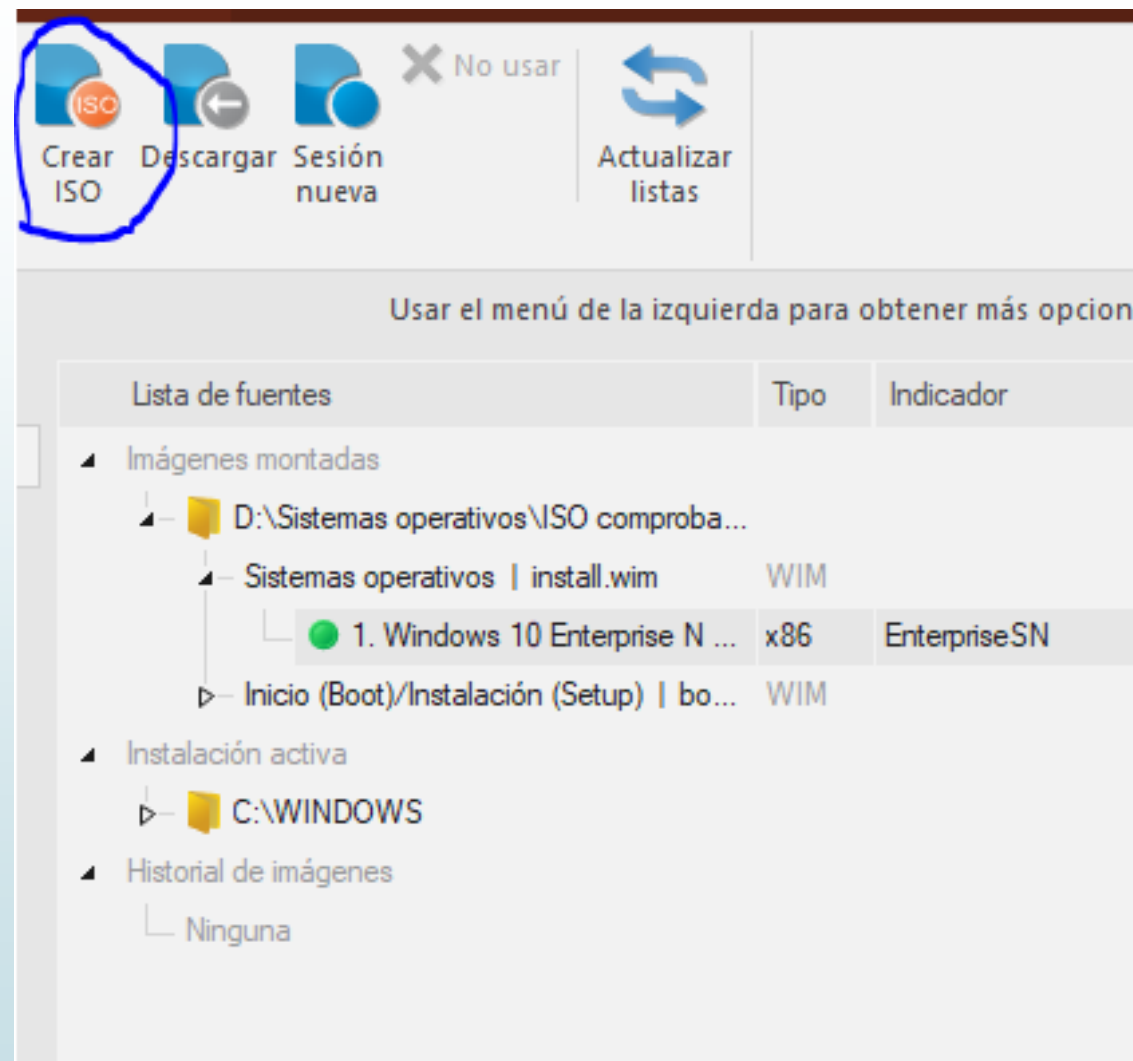 No usar
ISO
Crear
ISO
Descargar
Sesión
nueva
Actualizar
listas
Usar el menú de la izquierda para obtener más opcion
Lista de fuentes Tipo Indicador
Imágenes montadas
D:\Sistemas operativos\ISO comproba...
Sistemas operativos | install.wim WIM
1. Windows 10 Enterprise N ... x86 EnterpriseSN
Inicio (Boot)/Instalación (Setup) | bo... WIM
Instalación activa
C:\WINDOWS
Historial de imágenes
Ninguna